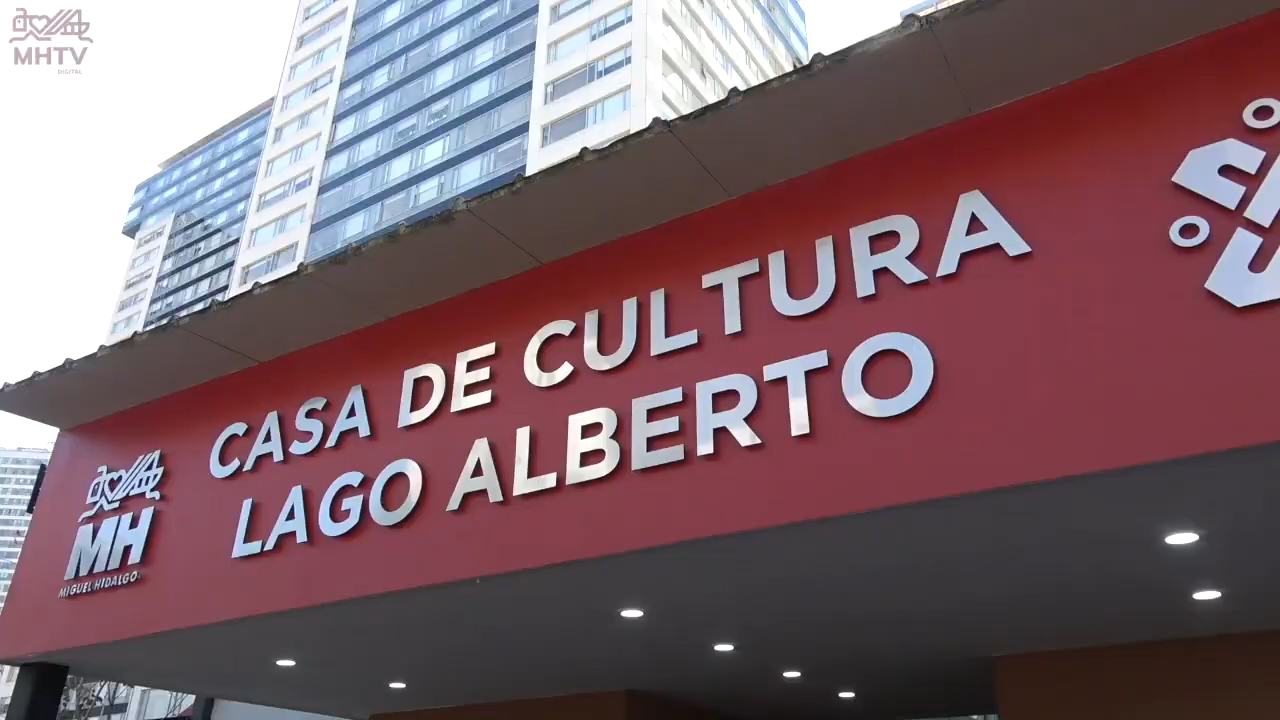 MHTV
DIGITAL
CASA DE CULTURA
LAGO ALBERTO
MH
MIGUEL HIDALGO